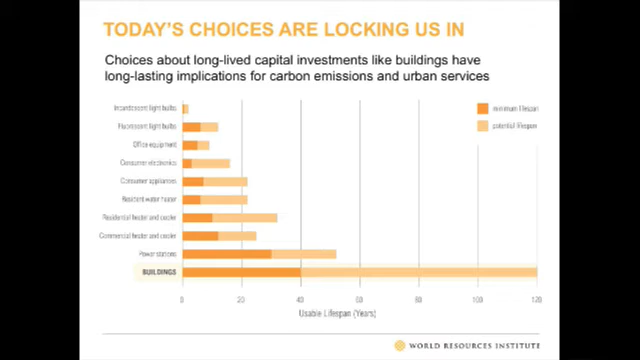 TODAY'S CHOICES ARE LOCKING US IN
Choices about long-lived capital investments like buildings have
long-lasting implications for carbon emissions and urban services
Incandescent light bulbs
Fluorescent light bulbs
Office equipment
Consumer electronics
Consumer appliances
Resident water heater
Residential heater and cooler
Commercial heater and cooler
Power stations
BUILDINGS
minimum lifespan
potential lifespan
0 20 40 60 80 100 120
Usable Lifespan (Years)
WORLD RESOURCES INSTITUTE